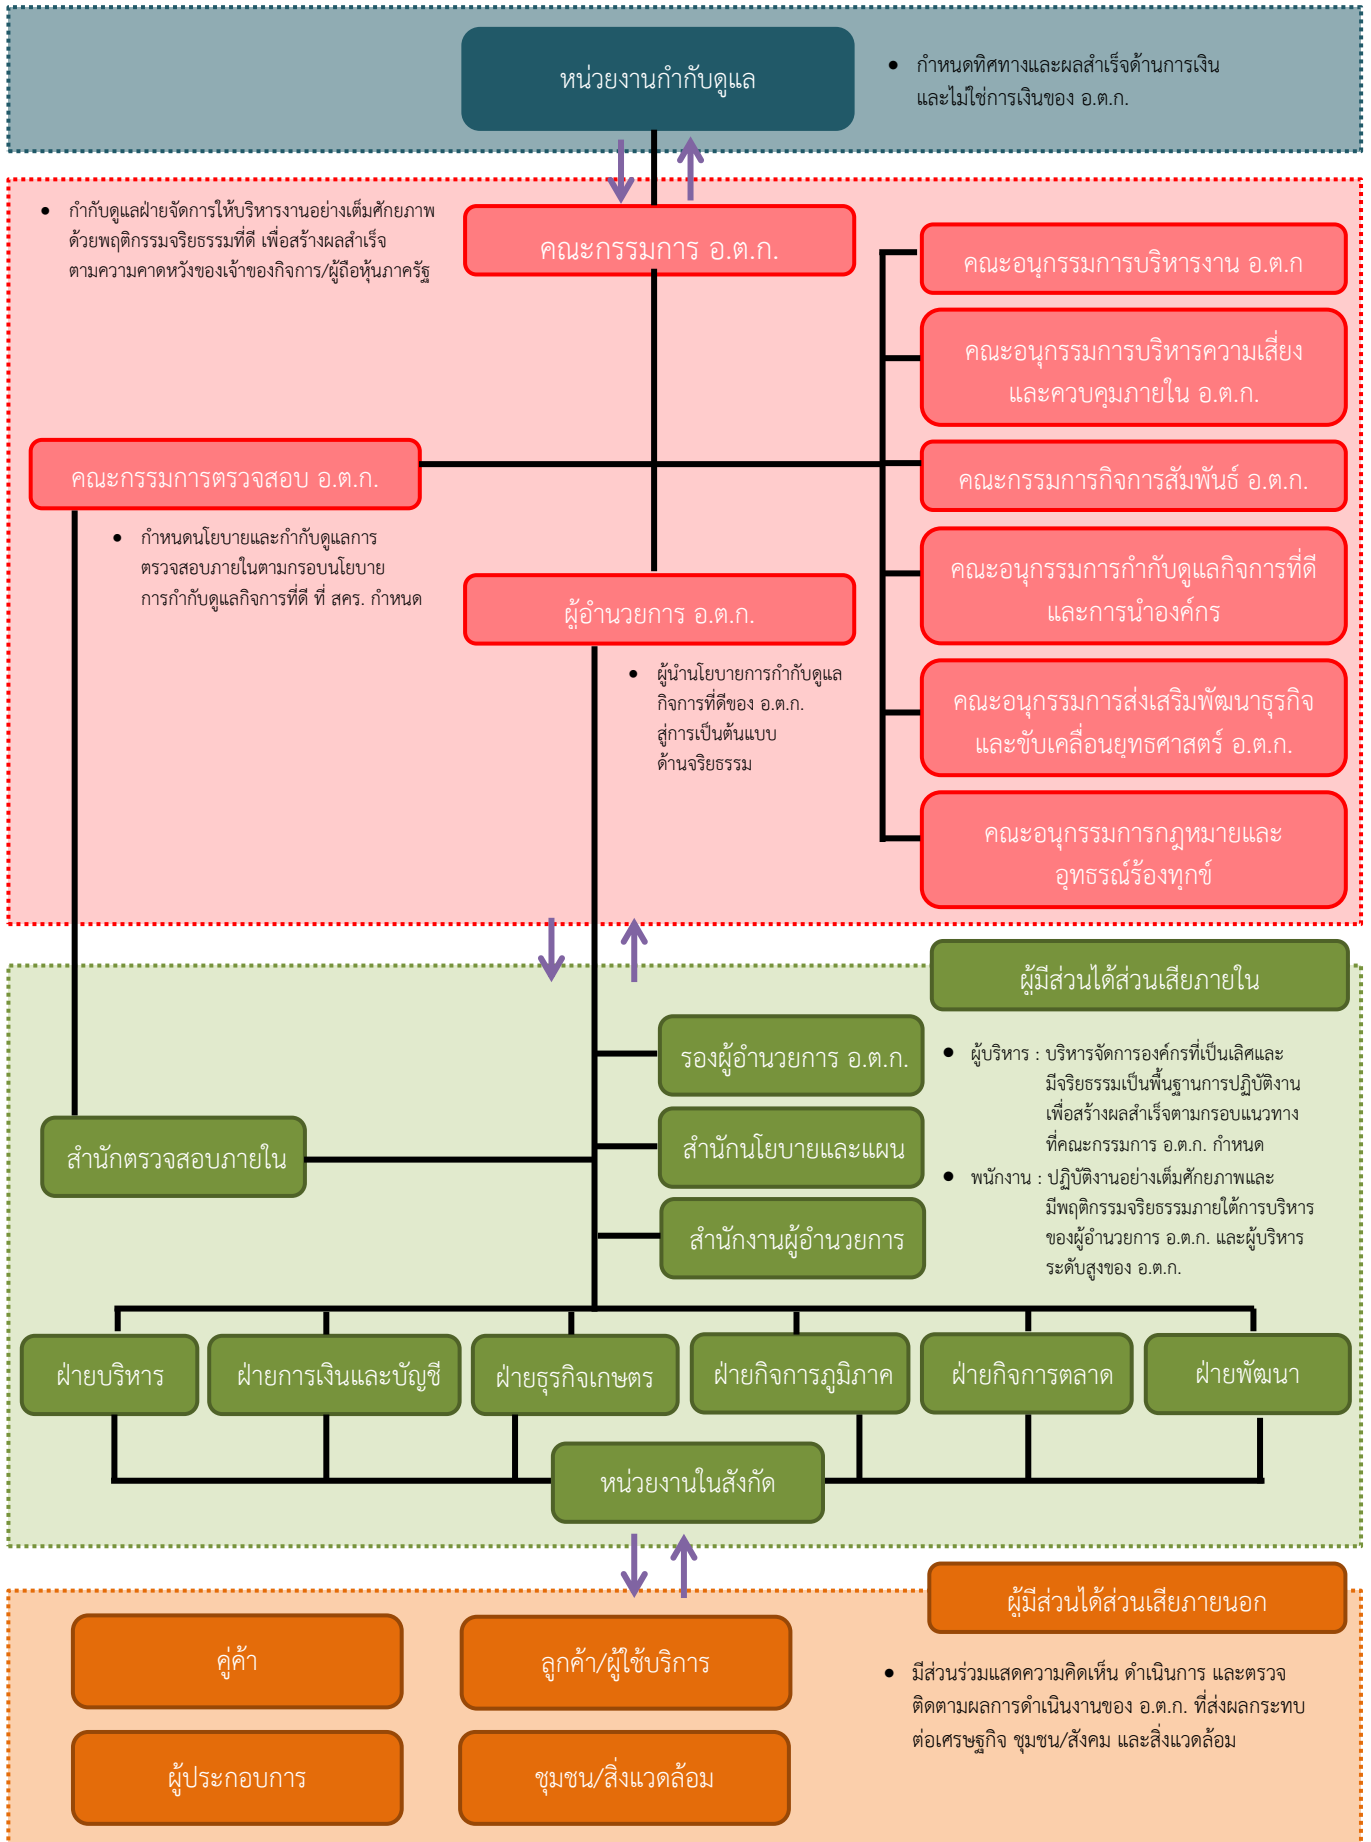 หน่วยงานกำกับดูแล
• กำหนดทิศทางและผลสำเร็จด้านการเงิน
และไม่ใช่การเงินของ อ.ต.ก.
• กำกับดูแลฝ่ายจัดการให้บริหารงานอย่างเต็มศักยภาพ
ด้วยพฤติกรรมจริยธรรมที่ดี เพื่อสร้างผลสำเร็จ
ตามความคาดหวังของเจ้าของกิจการ/ผู้ถือหุ้นภาครัฐ
คณะกรรมการ อ.ต.ก.
คณะอนุกรรมการบริหารงาน อ.ต.ก
คณะอนุกรรมการบริหารความเสี่ยง
และควบคุมภายใน อ.ต.ก.
คณะกรรมการตรวจสอบ อ.ต.ก.
คณะกรรมการกิจการสัมพันธ์ อ.ต.ก.
• กำหนดนโยบายและกำกับดูแลการ
ตรวจสอบภายในตามกรอบนโยบาย
การกำกับดูแลกิจการที่ดี ที่ สคร. กำหนด
คณะอนุกรรมการกำกับดูแลกิจการที่ดี
และการนำองค์กร
ผู้อำนวยการ อ.ต.ก.
• ผู้นำนโยบายการกำกับดูแล
กิจการที่ดีของ อ.ต.ก.
สู่การเป็นต้นแบบ
ด้านจริยธรรม
คณะอนุกรรมการส่งเสริมพัฒนาธุรกิจ
และขับเคลื่อนยุทธศาสตร์ อ.ต.ก.
คณะอนุกรรมการกฎหมายและ
อุทธรณ์ร้องทุกข์
ผู้มีส่วนได้ส่วนเสียภายใน
รองผู้อำนวยการ อ.ต.ก.
สำนักนโยบายและแผน
สำนักงานผู้อำนวยการ
สำนักตรวจสอบภายใน
• ผู้บริหาร : บริหารจัดการองค์กรที่เป็นเลิศและ
มีจริยธรรมเป็นพื้นฐานการปฏิบัติงาน
เพื่อสร้างผลสำเร็จตามกรอบแนวทาง
ที่คณะกรรมการ อ.ต.ก. กำหนด
• พนักงาน : ปฏิบัติงานอย่างเต็มศักยภาพและ
มีพฤติกรรมจริยธรรมภายใต้การบริหาร
ของผู้อำนวยการ อ.ต.ก. และผู้บริหาร
ระดับสูงของ อ.ต.ก.
ฝ่ายบริหาร
ฝ่ายการเงินและบัญชี
ฝ่ายธุรกิจเกษตร
ฝ่ายกิจการภูมิภาค
ฝ่ายกิจการตลาด
ฝ่ายพัฒนา
หน่วยงานในสังกัด
ผู้มีส่วนได้ส่วนเสียภายนอก
คู่ค้า
ลูกค้า/ผู้ใช้บริการ
ผู้ประกอบการ
ชุมชน/สิ่งแวดล้อม
• มีส่วนร่วมแสดความคิดเห็น ดำเนินการ และตรวจ
ติดตามผลการดำเนินงานของ อ.ต.ก. ที่ส่งผลกระทบ
ต่อเศรษฐกิจ ชุมชน/สังคม และสิ่งแวดล้อม